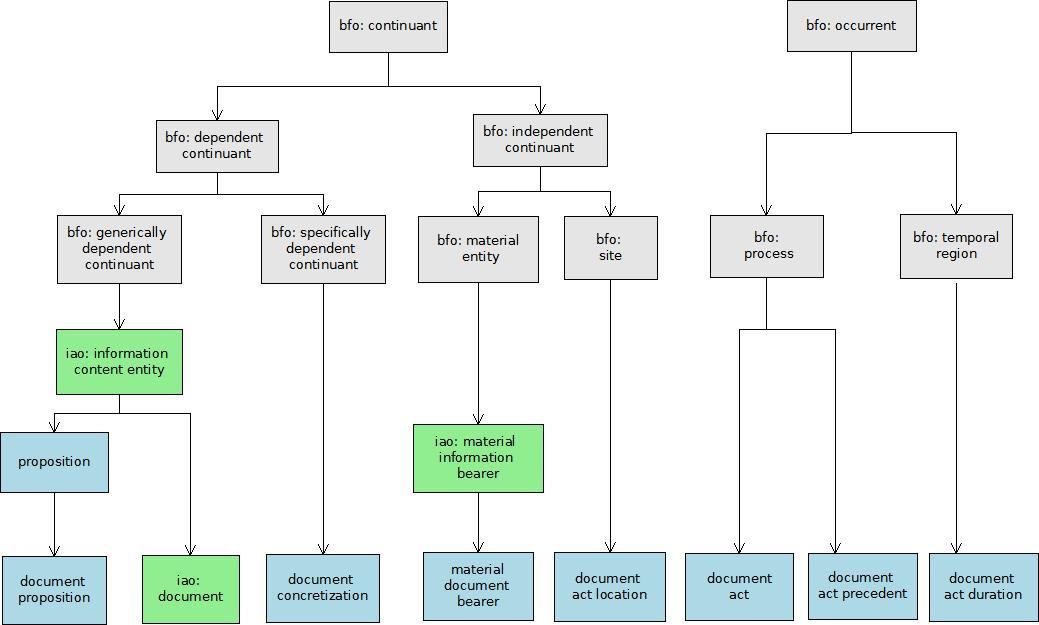 bfo: continuant
bfo: occurrent
bfo: dependent
continuant
bfo: independent
continuant
bfo: generically
dependent
continuant
bfo: specifically
dependent
continuant
bfo: material
entity
bfo:
site
bfo:
process
bfo: temporal
region
iao: information
content entity
proposition
iao: material
information
bearer
document
proposition
iao:
document
document
concretization
material
document
bearer
document
act location
document
act
document
act precedent
document
act duration